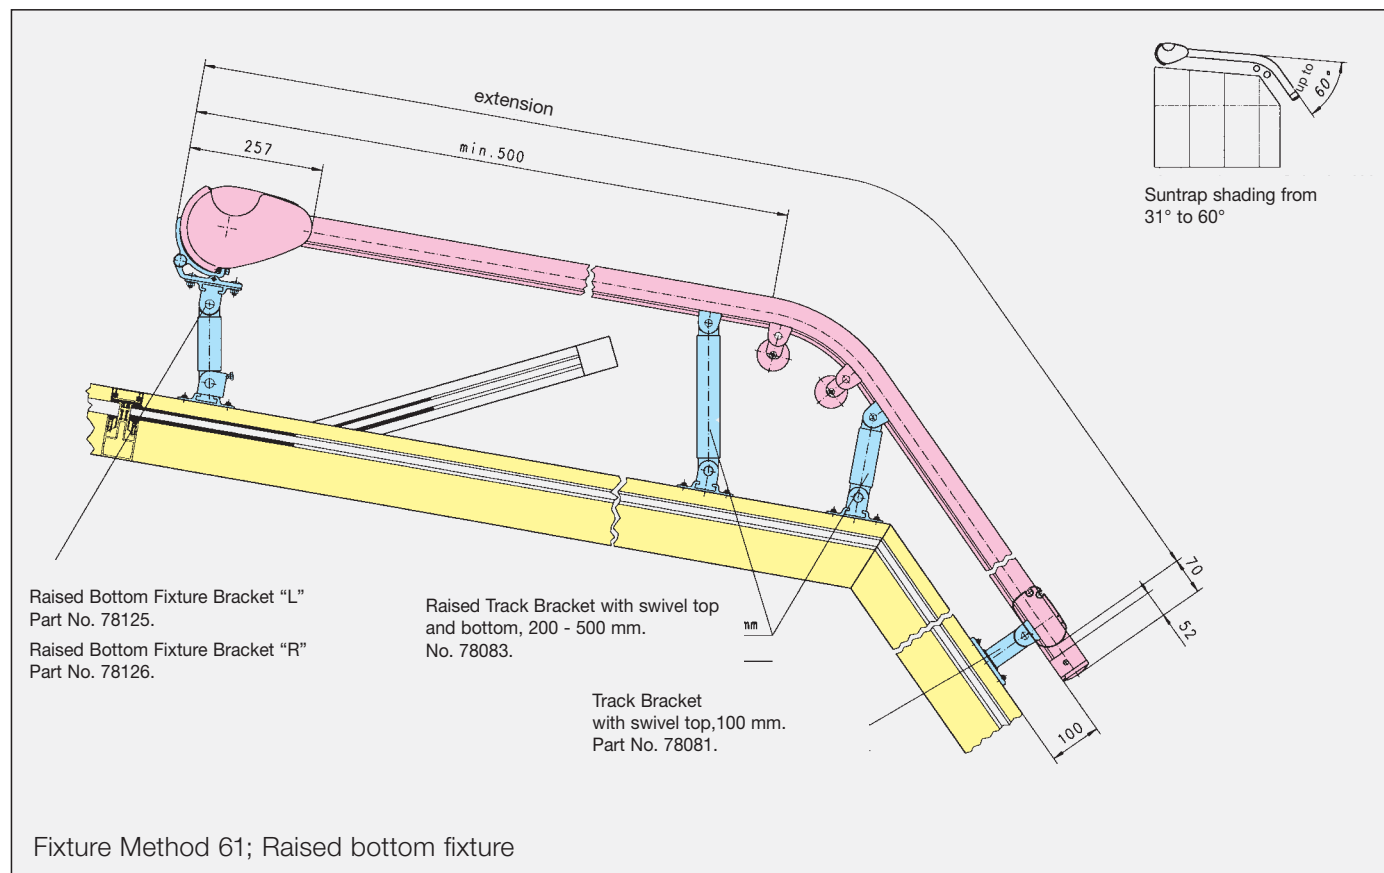 extension
min.500
257
up to
60°
Suntrap shading from
31° to 60°
Raised Bottom Fixture Bracket “L”
Part No. 78125.
Raised Bottom Fixture Bracket “R”
Part No. 78126.
Raised Track Bracket with swivel top
and bottom, 200 - 500 mm.
No. 78083.
mm
Track Bracket
with swivel top,100 mm.
Part No. 78081.
70
52
100
Fixture Method 61; Raised bottom fixture